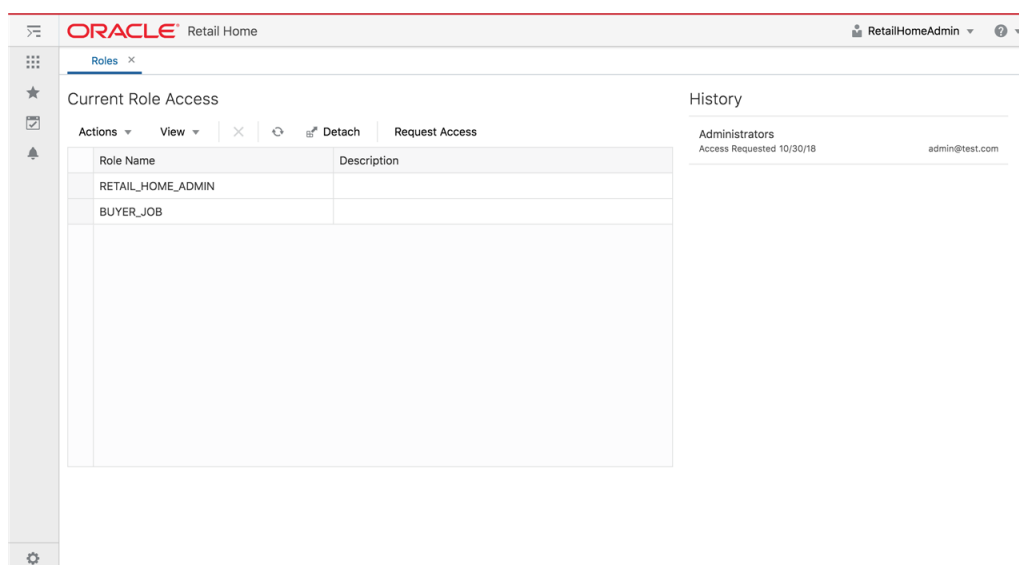 ORACLE® Retail Home
RetailHomeAdmin
Roles
Current Role Access
Actions View Detach Request Access
Role Name Description
RETAIL_HOME_ADMIN
BUYER_JOB
History
Administrators
Access Requested 10/30/18 admin@test.com